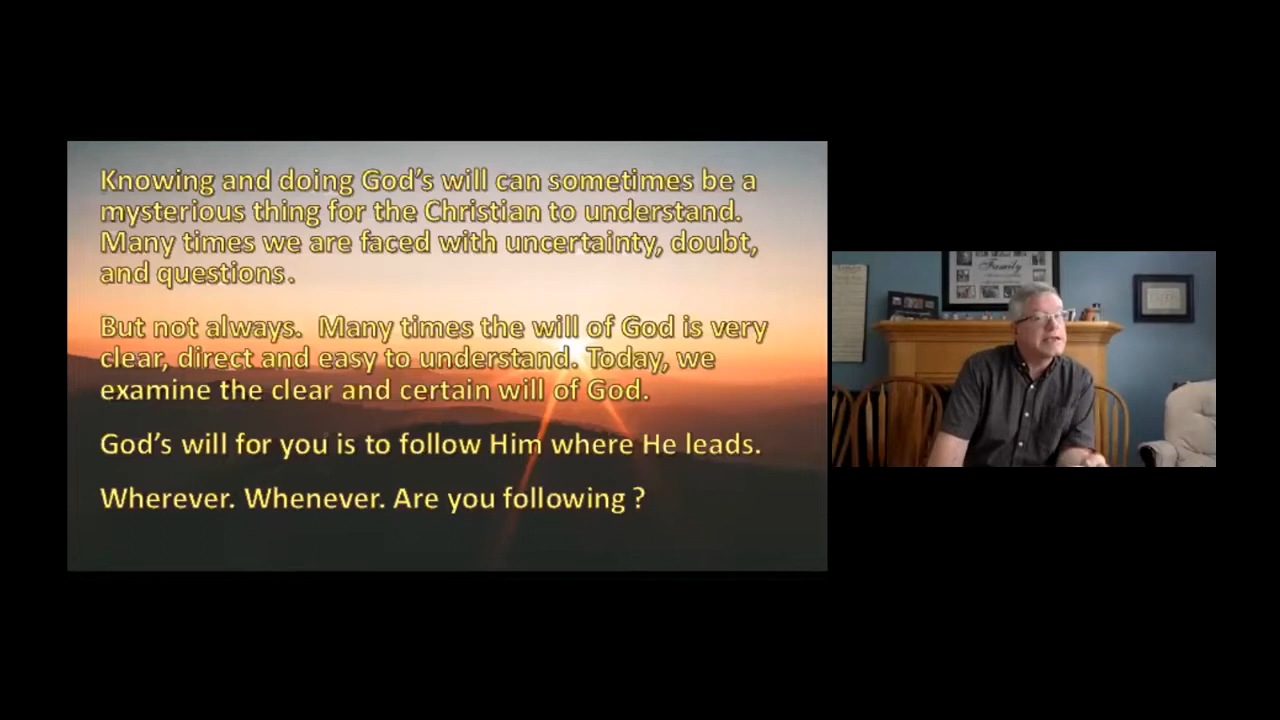 Knowing and doing God's will can sometimes be a
mysterious thing for the Christian to understand.
Many times we are faced with uncertainty, doubt,
and questions.
But not always.  Many times the will of God is very
clear, direct and easy to understand. Today, we
examine the clear and certain will of God.
God's will for you is to follow Him where He leads.
Wherever. Whenever. Are you following ?
Family